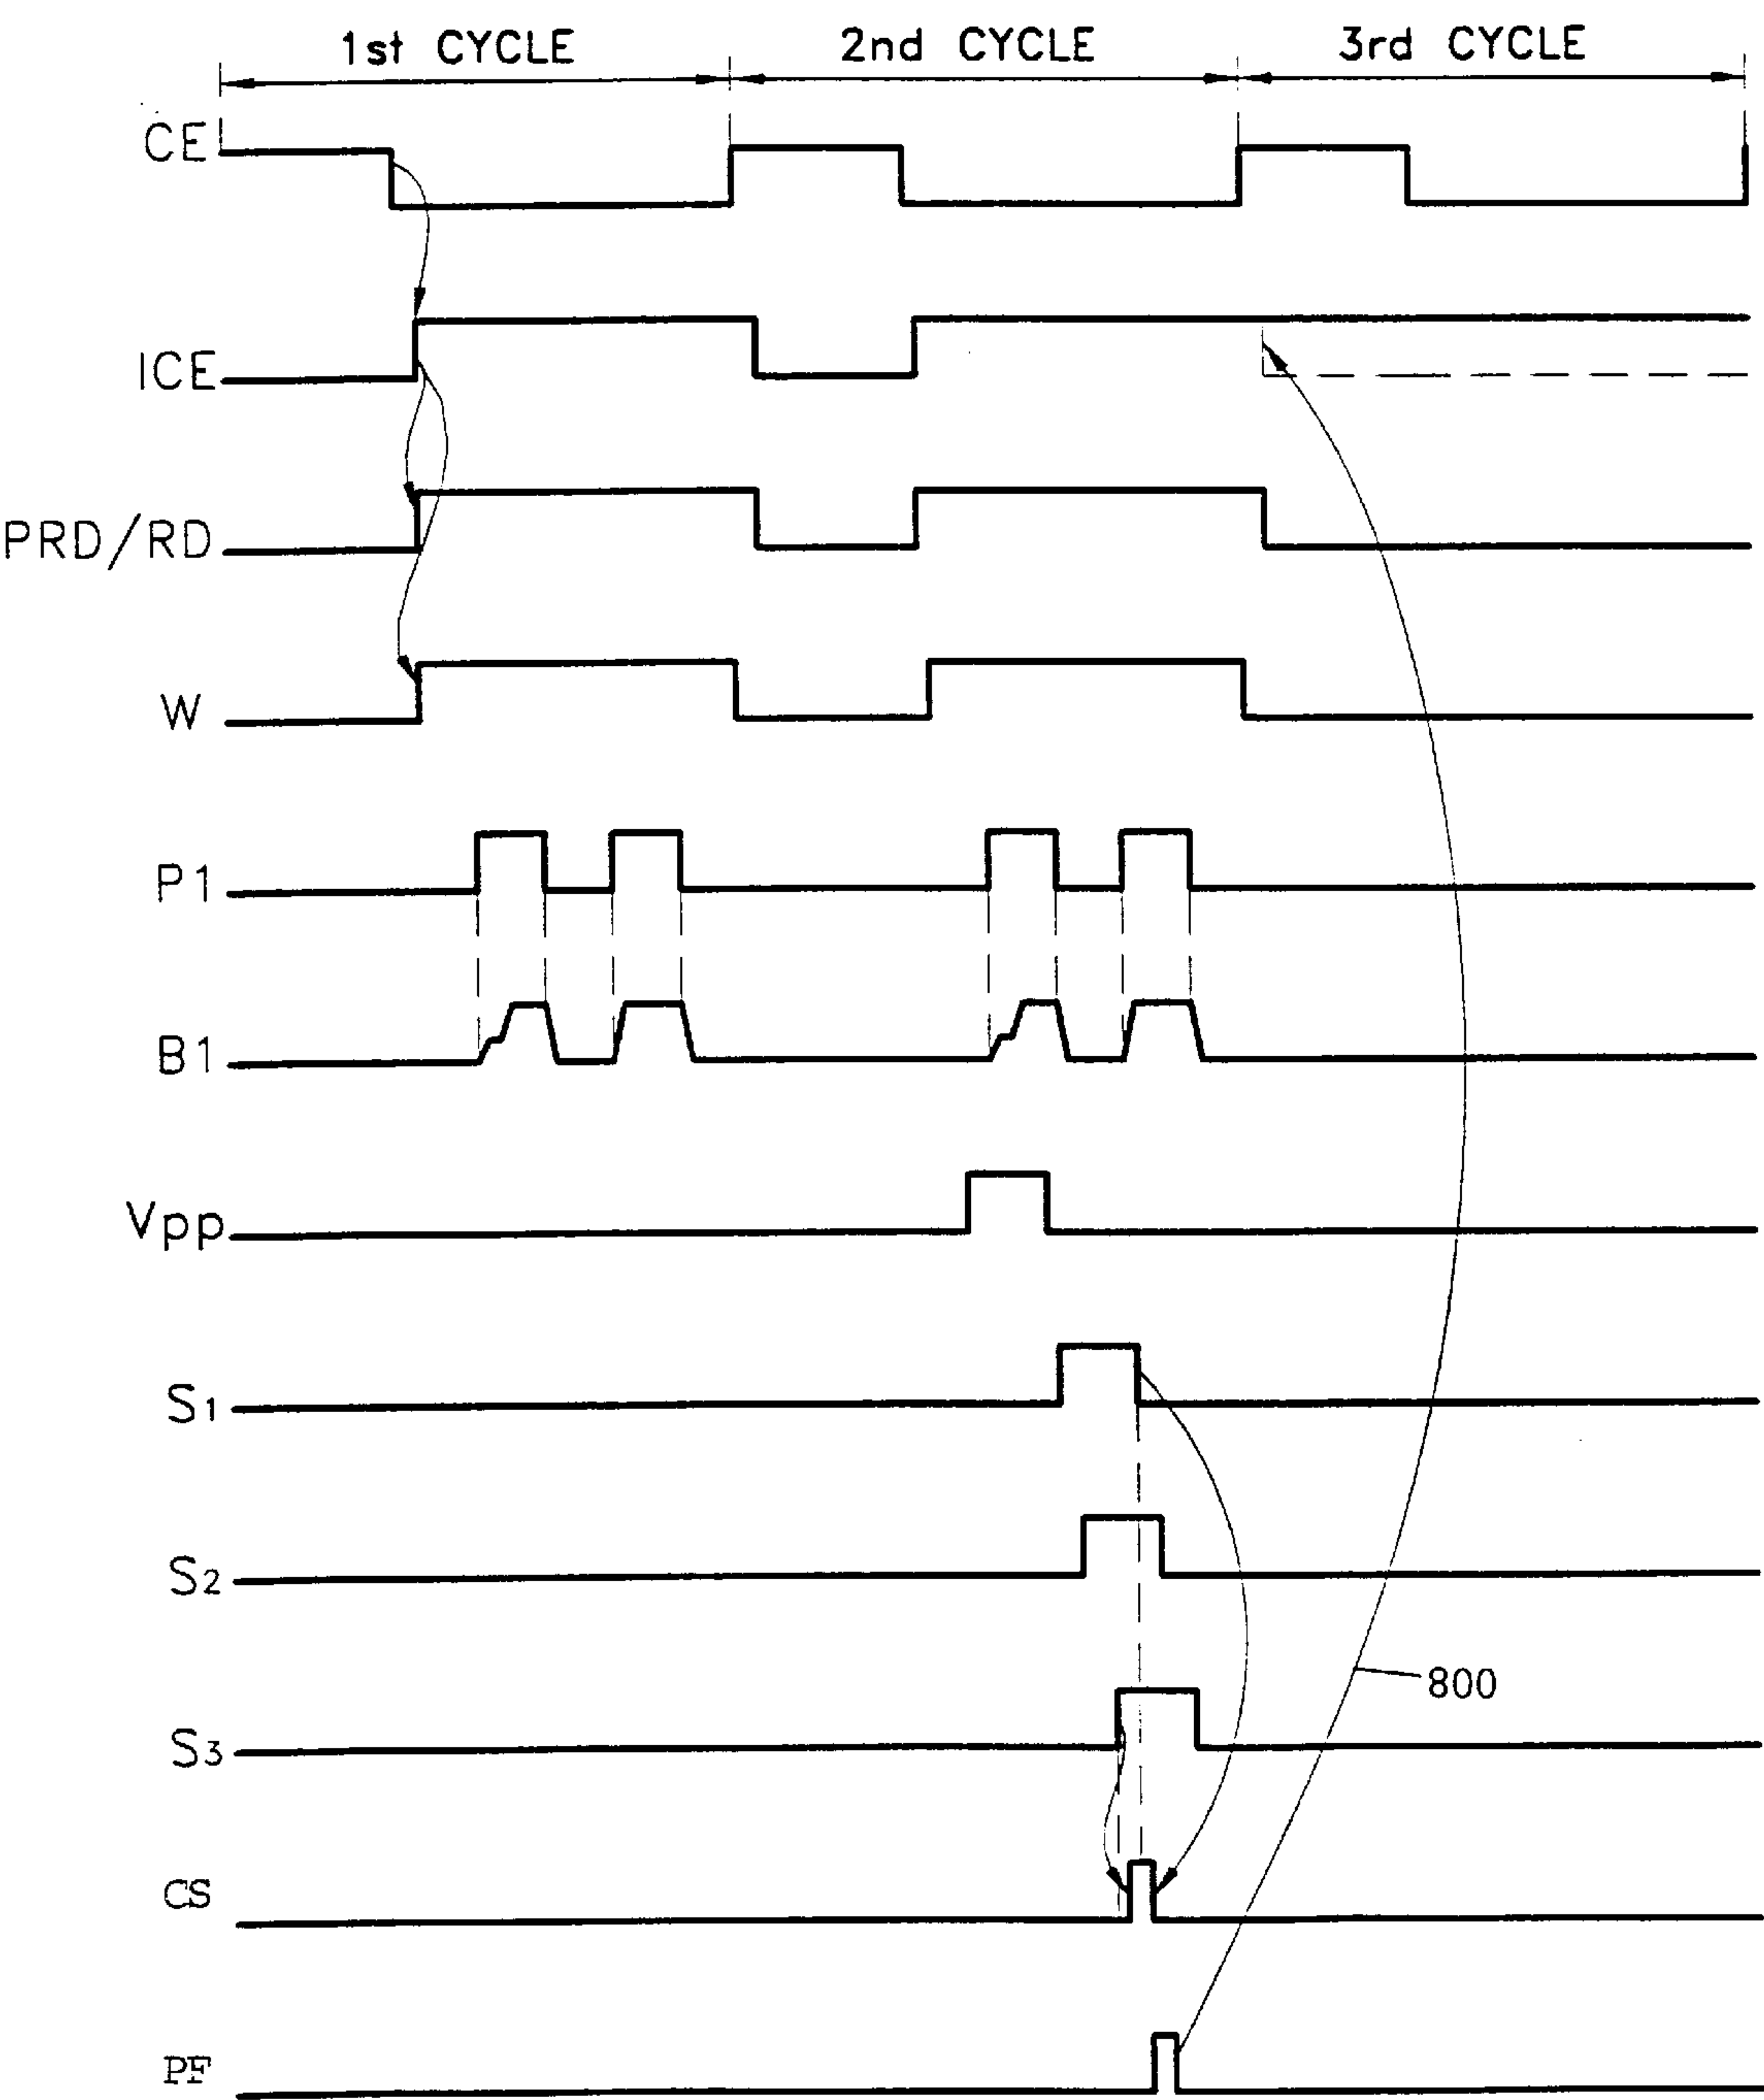 1st CYCLE 2nd CYCLE 3rd CYCLE
CE
ICE
PRD/RD
W
P1
B1
Vpp
S1
S2
800
S3
CS
PF